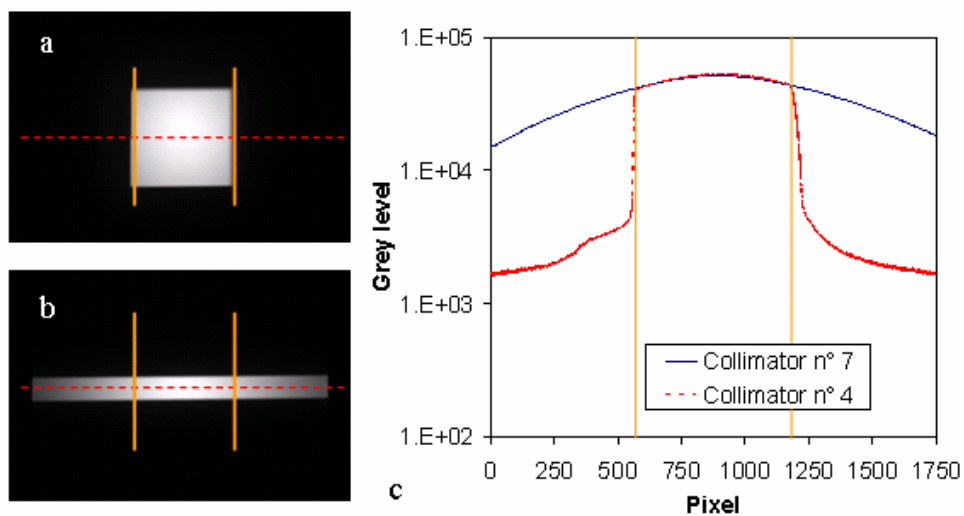 a
b
c
1.E+05
1.E+04
1.E+03
1.E+02
Grey level
Collimator n° 7
Collimator n° 4
0 250 500 750 1000 1250 1500 1750
Pixel